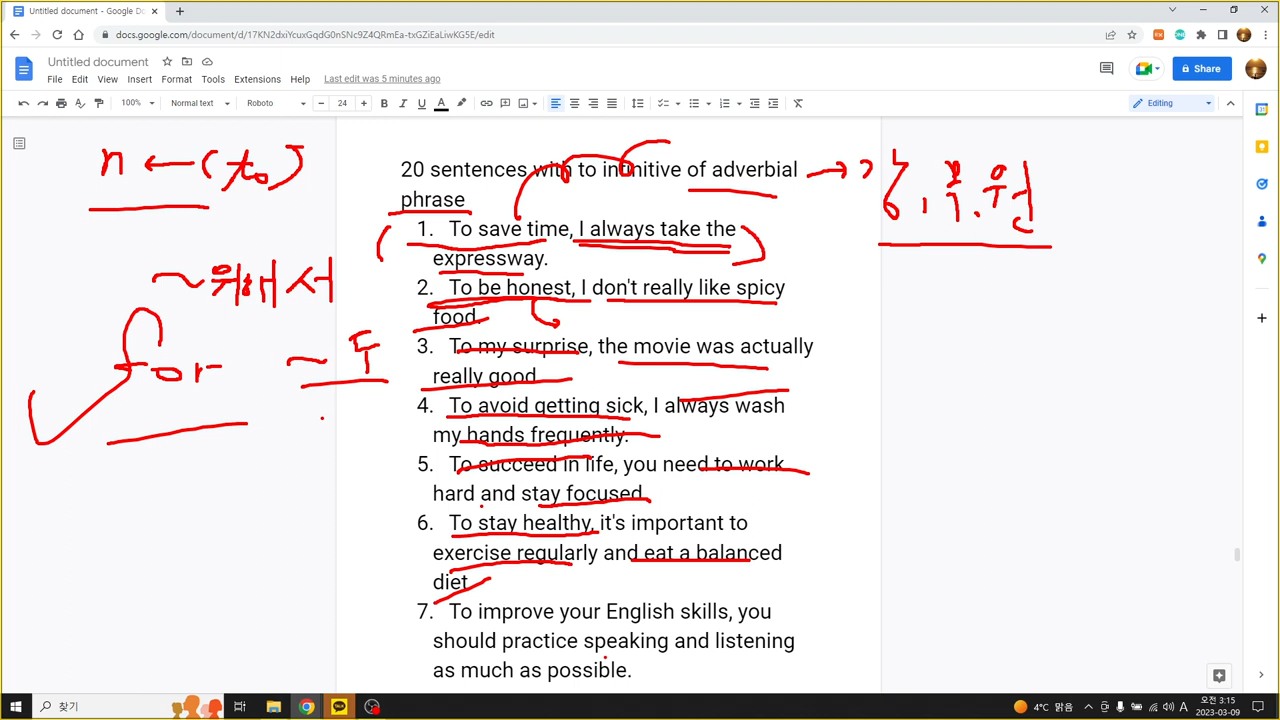 Untitled document
docs.google.com/document/d/17KN2dxiYcuxGqdG0nSNc9Z4QRmEa-txGZiEaLiwKG5E/edit
Untitled document
File Edit View Insert Format Tools Extensions Help Last edit was 5 minutes ago
Share
100% Normal text Roboto 24 Editing
n ← (to)
20 sentences with to infinitive of adverbial
phrase
1. To save time, I always take the
expressway.
~위해서
2. To be honest, I don't really like spicy
food.
for
3. To my surprise, the movie was actually
really good.
4. To avoid getting sick, I always wash
my hands frequently.
5. To succeed in life, you need to work
hard and stay focused.
6. To stay healthy, it's important to
exercise regularly and eat a balanced
diet.
7. To improve your English skills, you
should practice speaking and listening
as much as possible.
찾기
TALK
4℃ 맑음
A
오전 3:15
2023-03-09